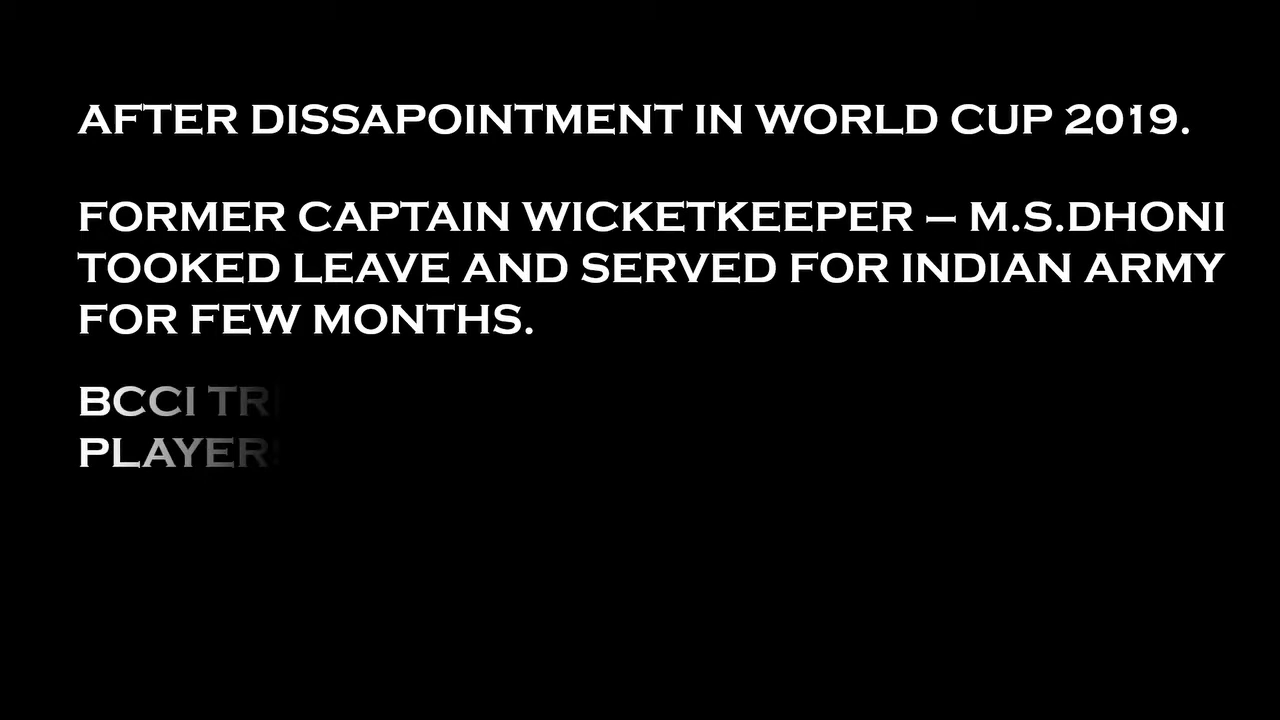 AFTER DISSAPOINTMENT IN WORLD CUP 2019.
FORMER CAPTAIN WICKETKEEPER – M.S.DHONI
TOOKED LEAVE AND SERVED FOR INDIAN ARMY
FOR FEW MONTHS.
BCCI
PLAYERS